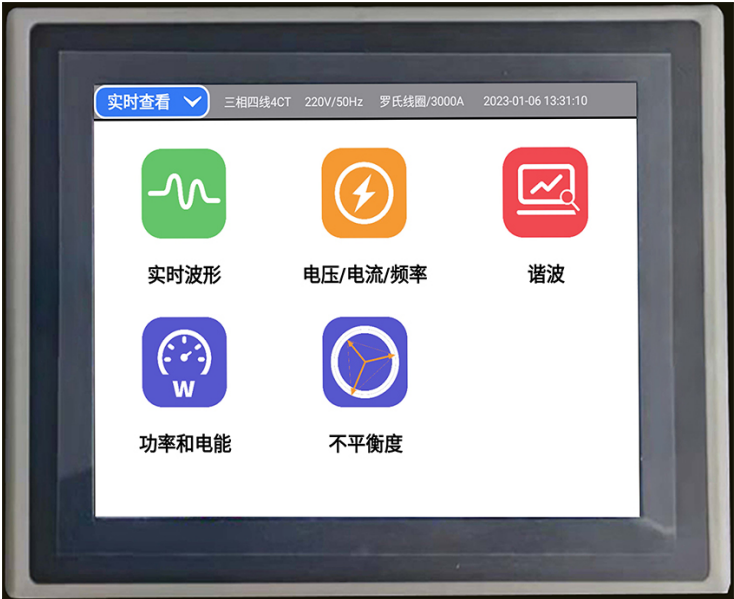 实时查看 三相四线4CT 220V/50Hz 罗氏线圈/3000A 2023-01-06 13:31:10
实时波形 电压/电流/频率 谐波
W
功率和电能 不平衡度